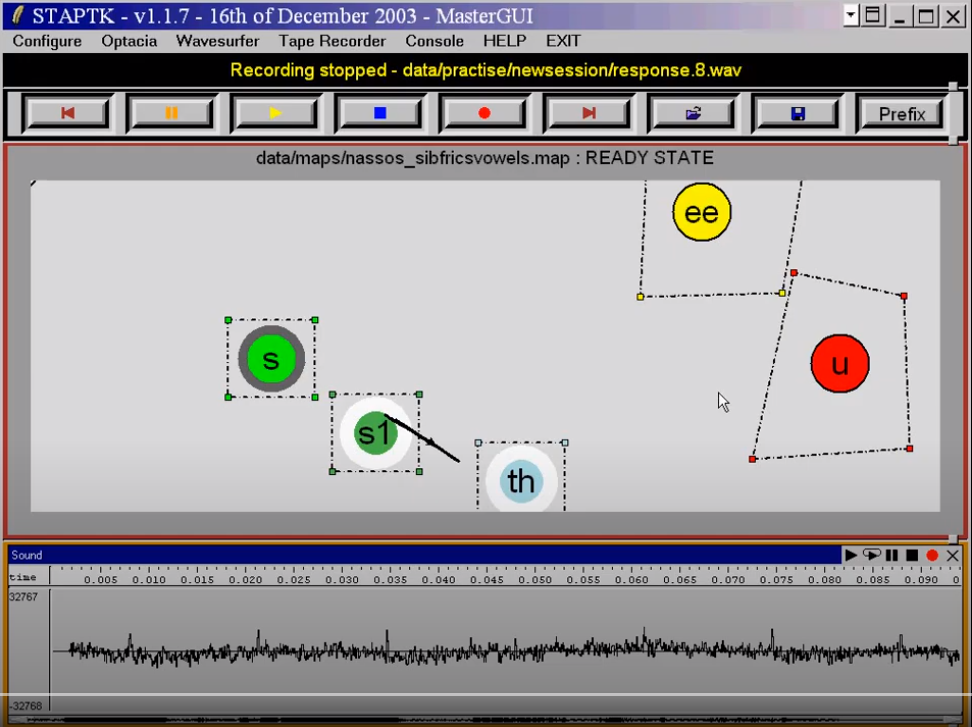 STAPTK - v1.1.7 - 16th of December 2003 - MasterGUI
Configure Optacia Wavesurfer Tape Recorder Console HELP EXIT
Recording stopped - data/practise/newsession/response.8.wav
Prefix
data/maps/nassos_sibfricsvowels.map : READY STATE
ee
s
u
s1
th
Sound
time 0.005 0.010 0.015 0.020 0.025 0.030 0.035 0.040 0.045 0.050 0.055 0.060 0.065 0.070 0.075 0.080 0.085 0.090 0
32767
-32768